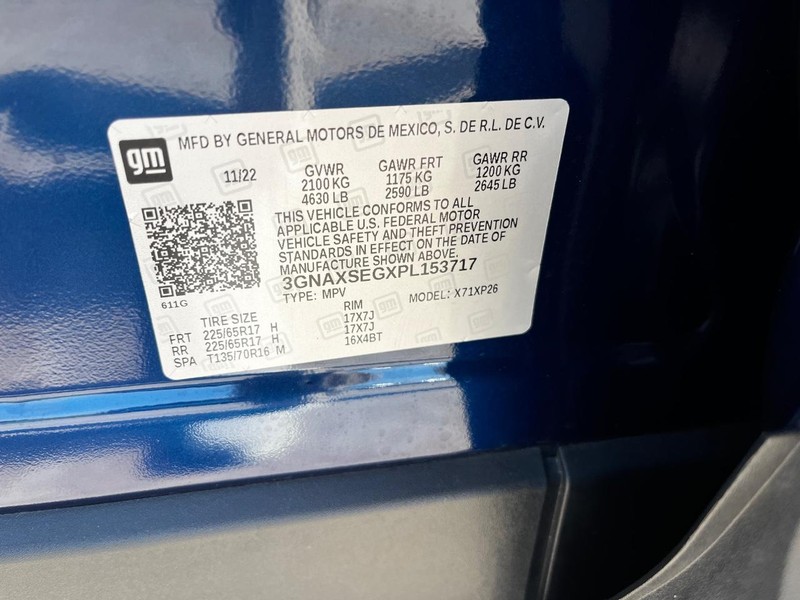 gm
MFD BY GENERAL MOTORS DE MEXICO, S. DE R.L. DE C.V.
11/22 GVWR GAWR FRT GAWR RR
2100 KG 1175 KG 1200 KG
4630 LB 2590 LB 2645 LB
THIS VEHICLE CONFORMS TO ALL
APPLICABLE U.S. FEDERAL MOTOR
VEHICLE SAFETY AND THEFT PREVENTION
STANDARDS IN EFFECT ON THE DATE OF
MANUFACTURE SHOWN ABOVE.
3GNAXSEGXPL153717
611G
TYPE: MPV MODEL: X71XP26
TIRE SIZE RIM
FRT 225/65R17 H 17X7J
RR 225/65R17 H 17X7J
SPA T135/70R16 M 16X4BT